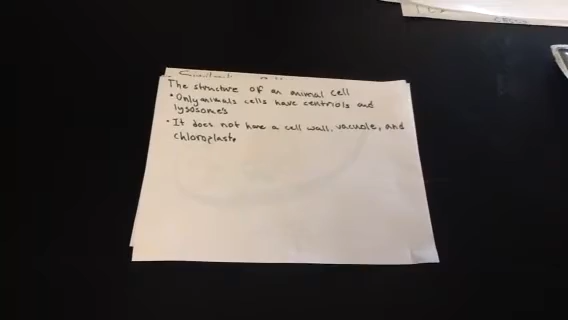 The structure of an animal cell
• Only animals cells have centriols and
lysosomes
• It does not have a cell wall, vacuole, and
chloroplasts